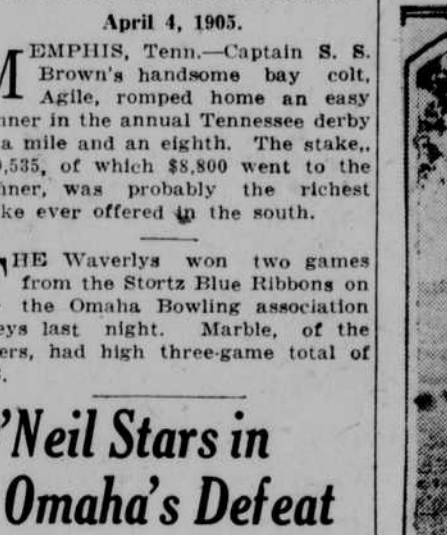 April 4, 1905.
MEMPHIS, Tenn.—Captain S. S.
Brown's handsome bay colt,
Agile, romped home an easy
nner in the annual Tennessee derby
a mile and an eighth. The stake,,
,535, of which $8,800 went to the
nner, was probably the richest
ke ever offered in the south.
THE Waverlys won two games
from the Stortz Blue Ribbons on
the Omaha Bowling association
eys last night. Marble, of the
ers, had high three-game total of
'Neil Stars in
Omaha's Defeat